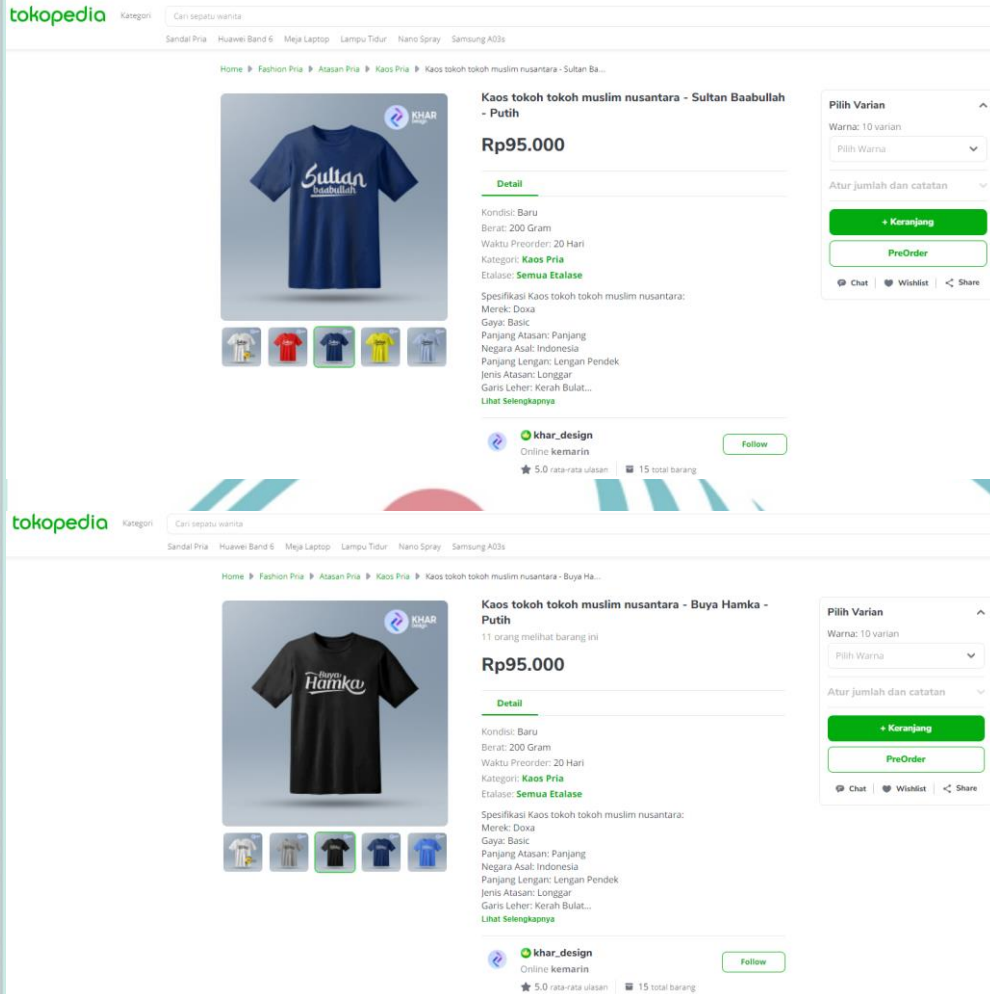 tokopedia Kategori Cari sepatu wanita
Sandal Pria Huawei Band 6 Meja Laptop Lampu Tidur Nano Spray Samsung A03s
Home Fashion Pria Atasan Pria Kaos Pria Kaos tokoh tokoh muslim nusantara - Sultan Ba...
KHAR
Design
Sultan
baabullah
Kaos tokoh tokoh muslim nusantara - Sultan Baabullah
- Putih
Rp95.000
Detail
Kondisi: Baru
Berat: 200 Gram
Waktu Preorder: 20 Hari
Kategori: Kaos Pria
Etalase: Semua Etalase
Spesifikasi Kaos tokoh tokoh muslim nusantara:
Merek: Doxa
Gaya: Basic
Panjang Atasan: Panjang
Negara Asal: Indonesia
Panjang Lengan: Lengan Pendek
Jenis Atasan: Longgar
Garis Leher: Kerah Bulat...
Lihat Selengkapnya
khar_design
Online kemarin
Follow
5.0 rata-rata ulasan 15 total barang
Pilih Varian
Warna: 10 varian
Pilih Warna
Atur jumlah dan catatan
+ Keranjang
PreOrder
Chat Wishlist Share
tokopedia Kategori Cari sepatu wanita
Sandal Pria Huawei Band 6 Meja Laptop Lampu Tidur Nano Spray Samsung A03s
Home Fashion Pria Atasan Pria Kaos Pria Kaos tokoh tokoh muslim nusantara - Buya Ha...
KHAR
Design
Buya
Hamka
Kaos tokoh tokoh muslim nusantara - Buya Hamka -
Putih
11 orang melihat barang ini
Rp95.000
Detail
Kondisi: Baru
Berat: 200 Gram
Waktu Preorder: 20 Hari
Kategori: Kaos Pria
Etalase: Semua Etalase
Spesifikasi Kaos tokoh tokoh muslim nusantara:
Merek: Doxa
Gaya: Basic
Panjang Atasan: Panjang
Negara Asal: Indonesia
Panjang Lengan: Lengan Pendek
Jenis Atasan: Longgar
Garis Leher: Kerah Bulat...
Lihat Selengkapnya
khar_design
Online kemarin
Follow
5.0 rata-rata ulasan 15 total barang
Pilih Varian
Warna: 10 varian
Pilih Warna
Atur jumlah dan catatan
+ Keranjang
PreOrder
Chat Wishlist Share